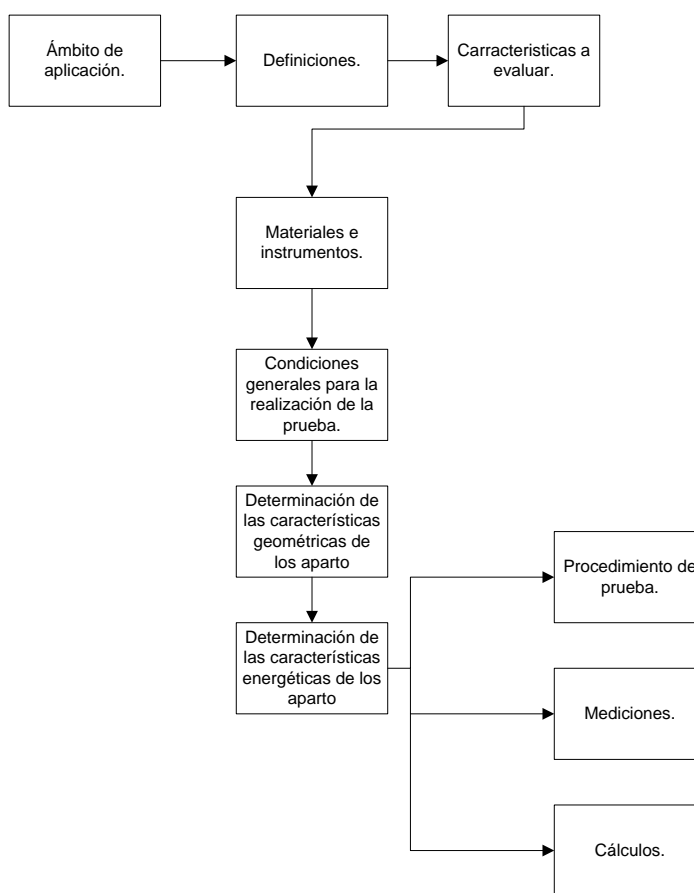 Ámbito de
aplicación.
Definiciones.
Carracteristicas a
evaluar.
Materiales e
instrumentos.
Condiciones
generales para la
realización de la
prueba.
Determinación de
las características
geométricas de
los aparto
Determinación de
las características
energéticas de los
aparto
Procedimiento de
prueba.
Mediciones.
Cálculos.